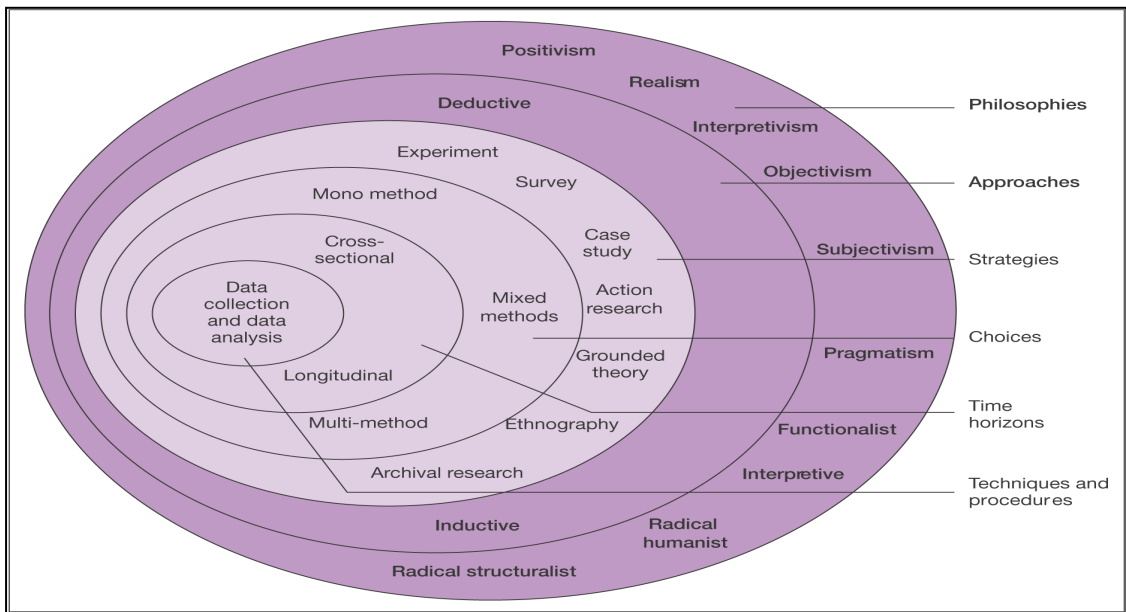 Positivism
Realism
Philosophies
Deductive
Interpretivism
Experiment
Objectivism
Approaches
Survey
Mono method
Case
study
Cross-
sectional
Subjectivism
Strategies
Data
collection
and data
analysis
Mixed
methods
Action
research
Choices
Pragmatism
Grounded
theory
Longitudinal
Time
horizons
Multi-method
Ethnography
Functionalist
Archival research
Interpretive
Techniques and
procedures
Inductive
Radical
humanist
Radical structuralist